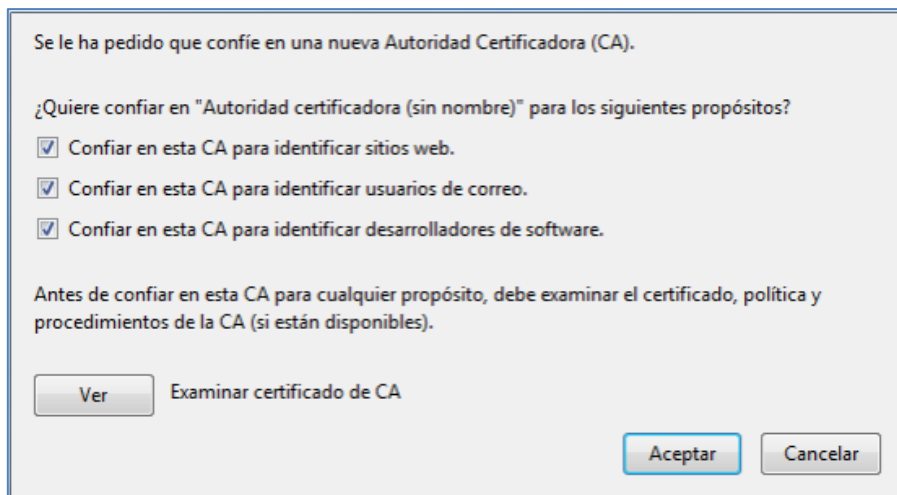 Se le ha pedido que confíe en una nueva Autoridad Certificadora (CA).
¿Quiere confiar en "Autoridad certificadora (sin nombre)" para los siguientes propósitos?
Confiar en esta CA para identificar sitios web.
Confiar en esta CA para identificar usuarios de correo.
Confiar en esta CA para identificar desarrolladores de software.
Antes de confiar en esta CA para cualquier propósito, debe examinar el certificado, política y
procedimientos de la CA (si están disponibles).
Ver Examinar certificado de CA
Aceptar Cancelar